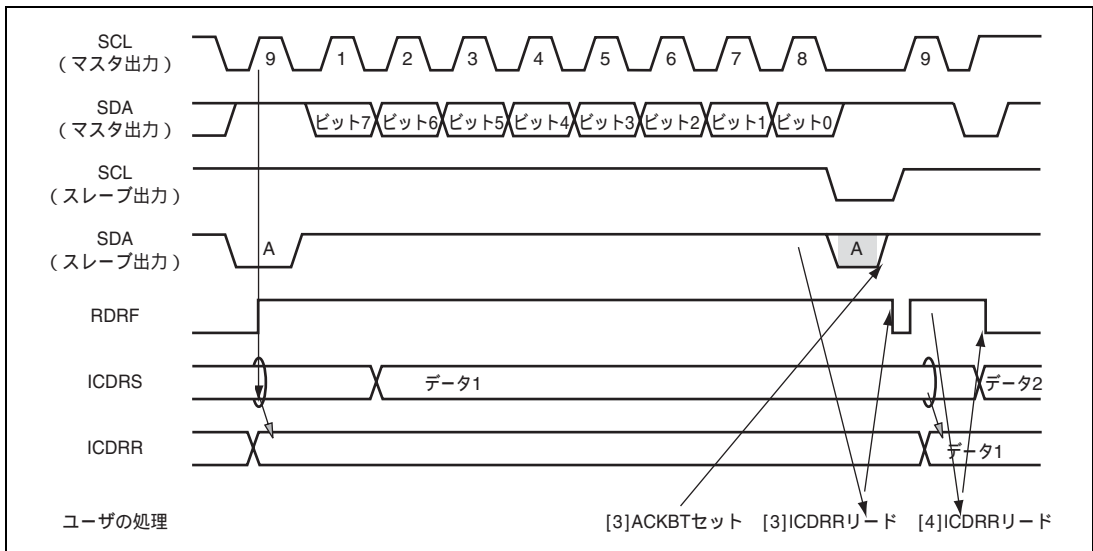 SCL
（マスタ出力）
9 1 2 3 4 5 6 7 8 9
SDA
（マスタ出力）
ビット7 ビット6 ビット5 ビット4 ビット3 ビット2 ビット1 ビット0
SCL
（スレーブ出力）
SDA
（スレーブ出力）
A A
RDRF
ICDRS
データ1 データ2
ICDRR
データ1
ユーザの処理
[3]ACKBTセット [3]ICDRRリード [4]ICDRRリード